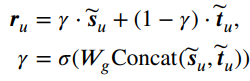 r_u = γ · s̃_u + (1 − γ) · t̃_u,
γ = σ(W_g Concat(s̃_u, t̃_u))